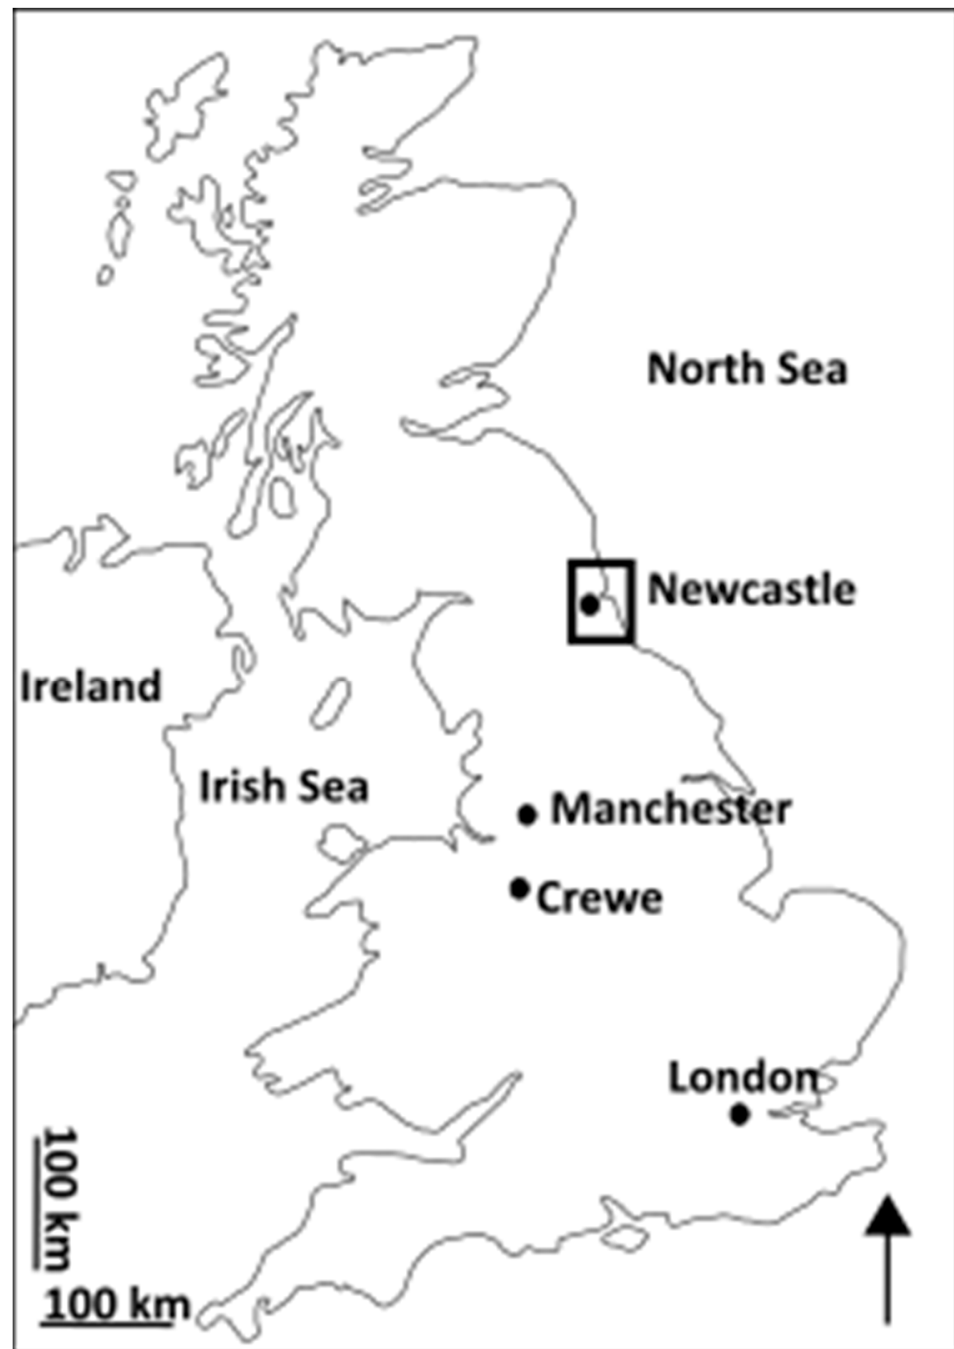 North Sea
Newcastle
Ireland
Irish Sea
Manchester
Crewe
London
100 km
100 km